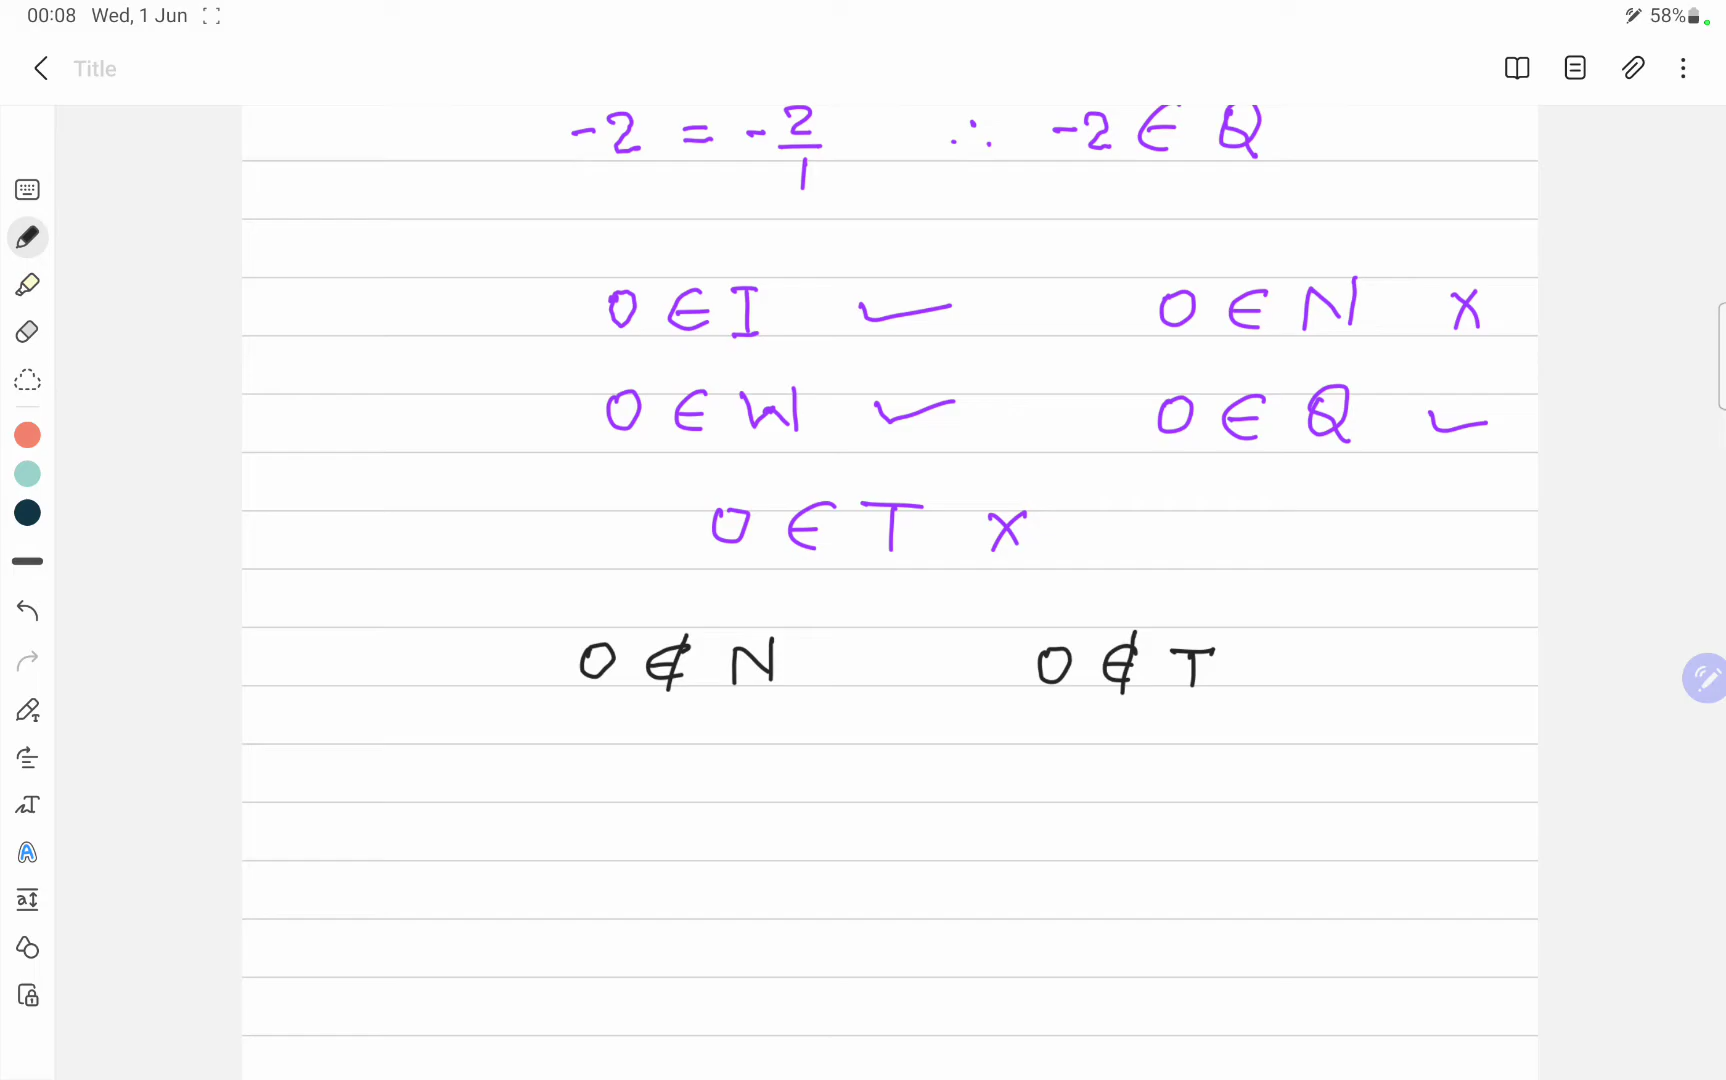 00:08 Wed, 1 Jun 58%
Title
-2 = -2/1 ∴ -2 ∈ Q
0 ∈ I ✓ 0 ∈ N x
0 ∈ W ✓ 0 ∈ Q ✓
0 ∈ T x
0 ∉ N 0 ∉ T